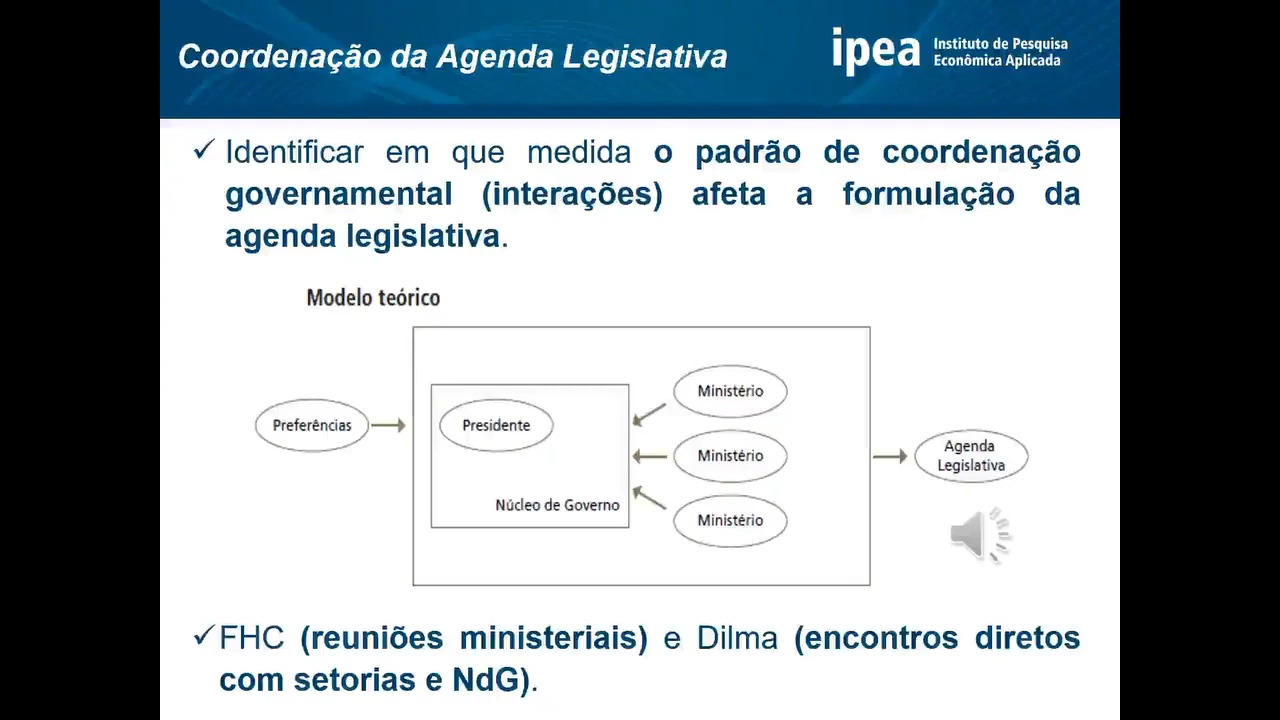 Coordenação da Agenda Legislativa
ipea Instituto de Pesquisa
Econômica Aplicada
✓ Identificar em que medida o padrão de coordenação
governamental (interações) afeta a formulação da
agenda legislativa.
Modelo teórico
Preferências
Presidente
Núcleo de Governo
Ministério
Ministério
Ministério
Agenda
Legislativa
✓FHC (reuniões ministeriais) e Dilma (encontros diretos
com setorias e NdG).